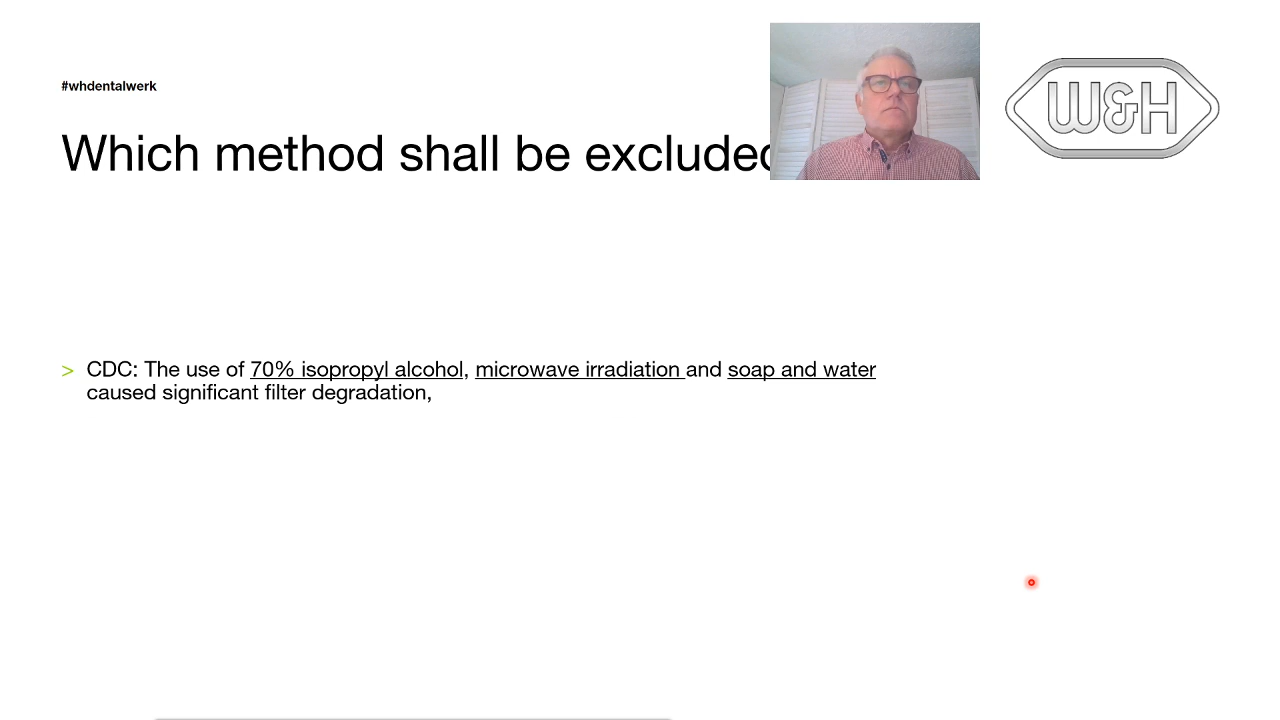 #whdentalwerk
W&H
Which method shall be excluded
> CDC: The use of 70% isopropyl alcohol, microwave irradiation and soap and water
caused significant filter degradation,